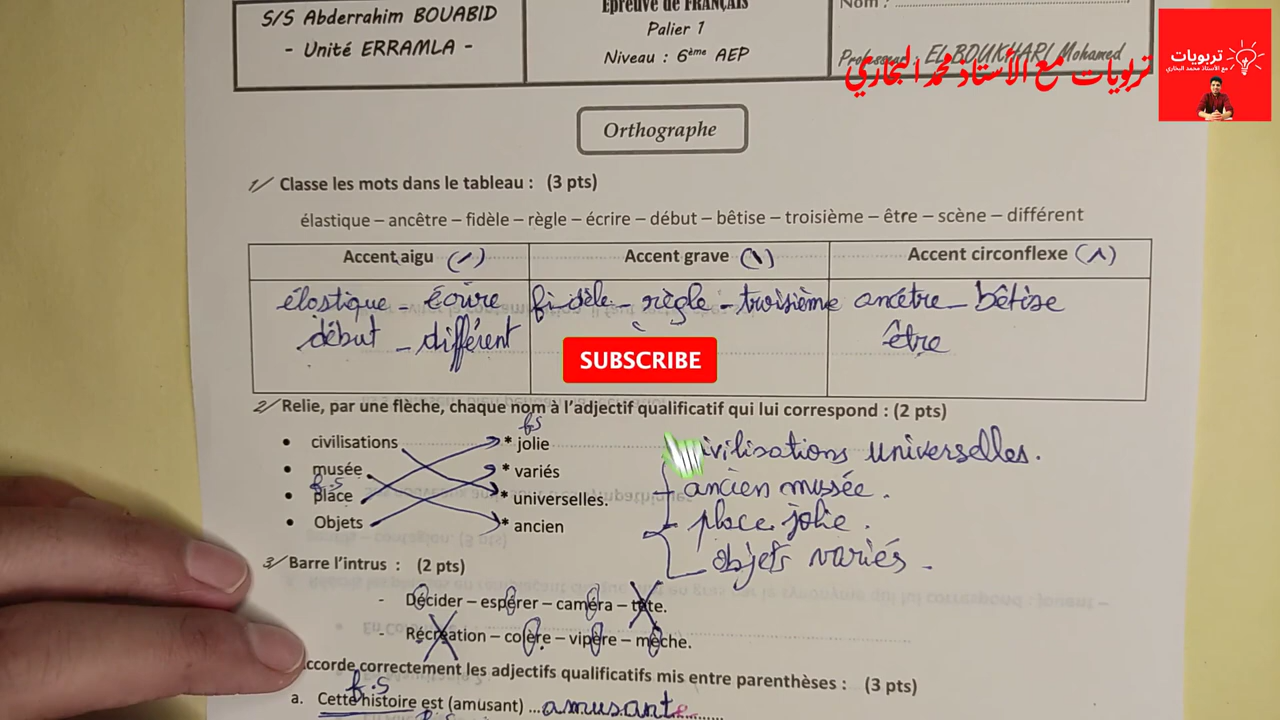 S/S Abderrahim BOUABID
- Unité ERRAMLA -
Epreuve de FRANÇAIS
Palier 1
Niveau : 6ème AEP
Nom :
Professeur : EL BOUKHARI Mohamed
تربويات مع الأستاذ محمد البخاري
تربويات
مع الأستاذ محمد البخاري
Orthographe
1/ Classe les mots dans le tableau : (3 pts)
élastique – ancêtre – fidèle – règle – écrire – début – bêtise – troisième – être – scène – différent
Accent aigu (/) Accent grave (\) Accent circonflexe (^)
élastique - écrire fidèle - règle - troisième ancêtre - bêtise
début - différent être
SUBSCRIBE
2/ Relie, par une flèche, chaque nom à l'adjectif qualificatif qui lui correspond : (2 pts)
f.s
• civilisations * jolie
• musée * variés
f.s
• place * universelles.
• Objets * ancien
civilisations universelles.
ancien musée.
place jolie.
objets variés.
3/ Barre l'intrus : (2 pts)
- Décider – espérer – caméra – tête.
- Récréation – colère – vipère – mèche.
ccorde correctement les adjectifs qualificatifs mis entre parenthèses : (3 pts)
f.s
a. Cette histoire est (amusant) ...amusante......